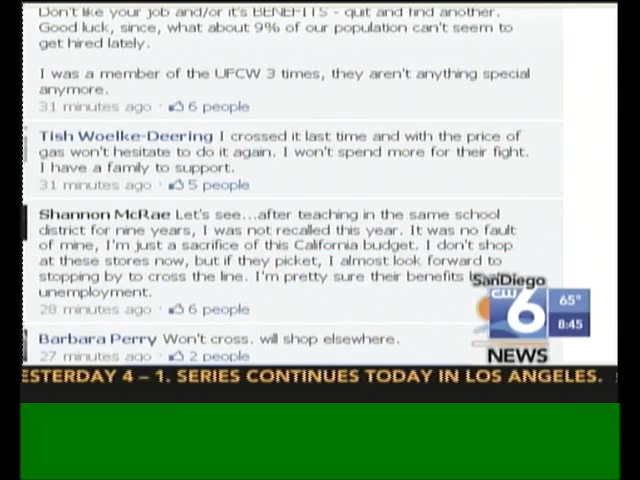 Don't like your job and/or it's BENEFITS - quit and find another.
Good luck, since, what about 9% of our population can't seem to
get hired lately.
I was a member of the UFCW 3 times, they aren't anything special
anymore.
31 minutes ago · 6 people
Tish Woelke-Deering I crossed it last time and with the price of
gas won't hesitate to do it again. I won't spend more for their fight.
I have a family to support.
31 minutes ago · 5 people
Shannon McRae Let's see...after teaching in the same school
district for nine years, I was not recalled this year. It was no fault
of mine, I'm just a sacrifice of this California budget. I don't shop
at these stores now, but if they picket, I almost look forward to
stopping by to cross the line. I'm pretty sure their benefits
unemployment.
28 minutes ago · 6 people
Barbara Perry Won't cross. will shop elsewhere.
27 minutes ago · 2 people
SanDiego
CW 6
65°
8:45
NEWS
ESTERDAY 4 – 1. SERIES CONTINUES TODAY IN LOS ANGELES.